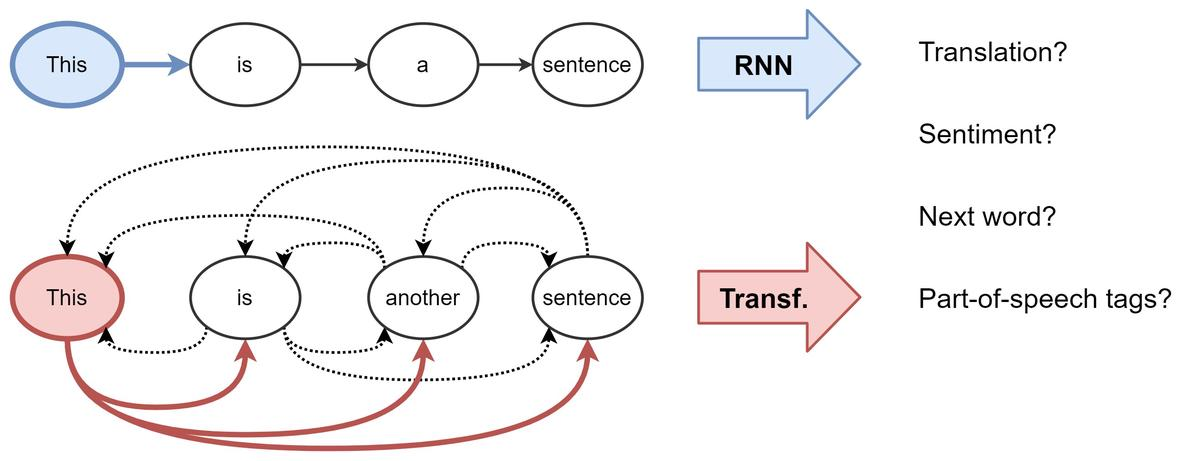 This is a sentence
RNN
Translation?
Sentiment?
Next word?
This is another sentence
Transf.
Part-of-speech tags?